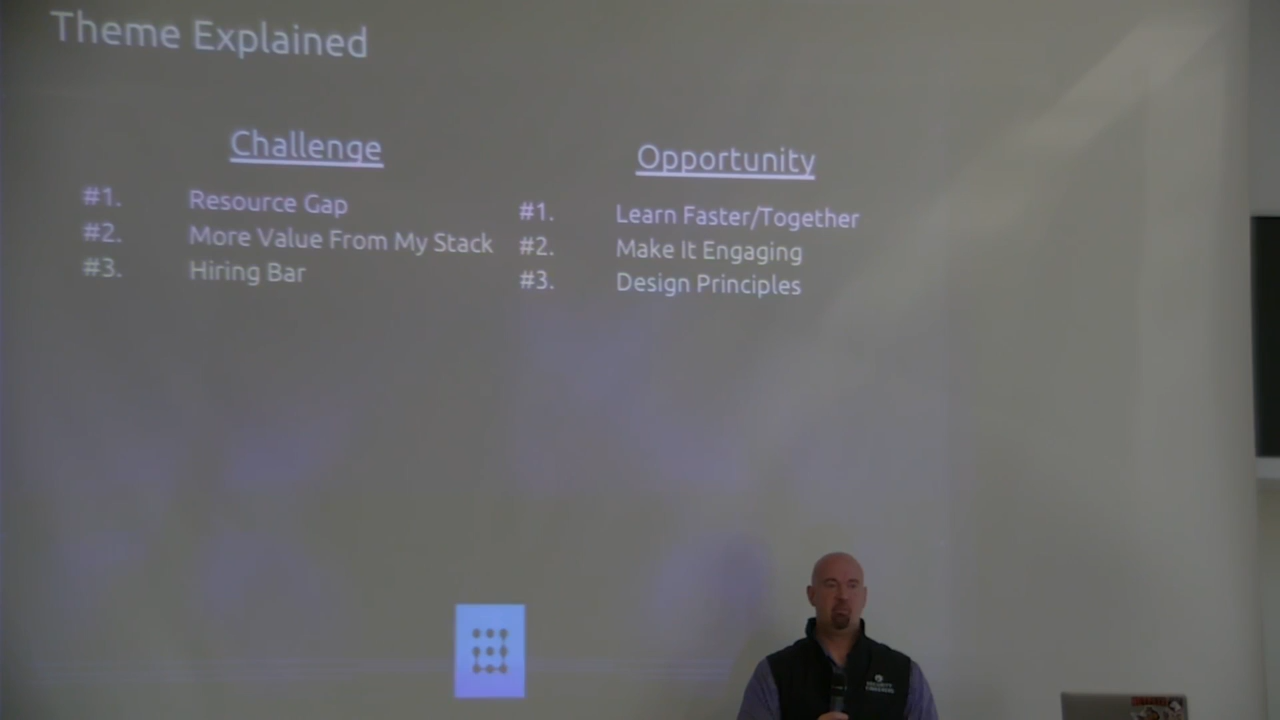 Theme Explained
Challenge
#1. Resource Gap
#2. More Value From My Stack
#3. Hiring Bar
Opportunity
#1. Learn Faster/Together
#2. Make It Engaging
#3. Design Principles